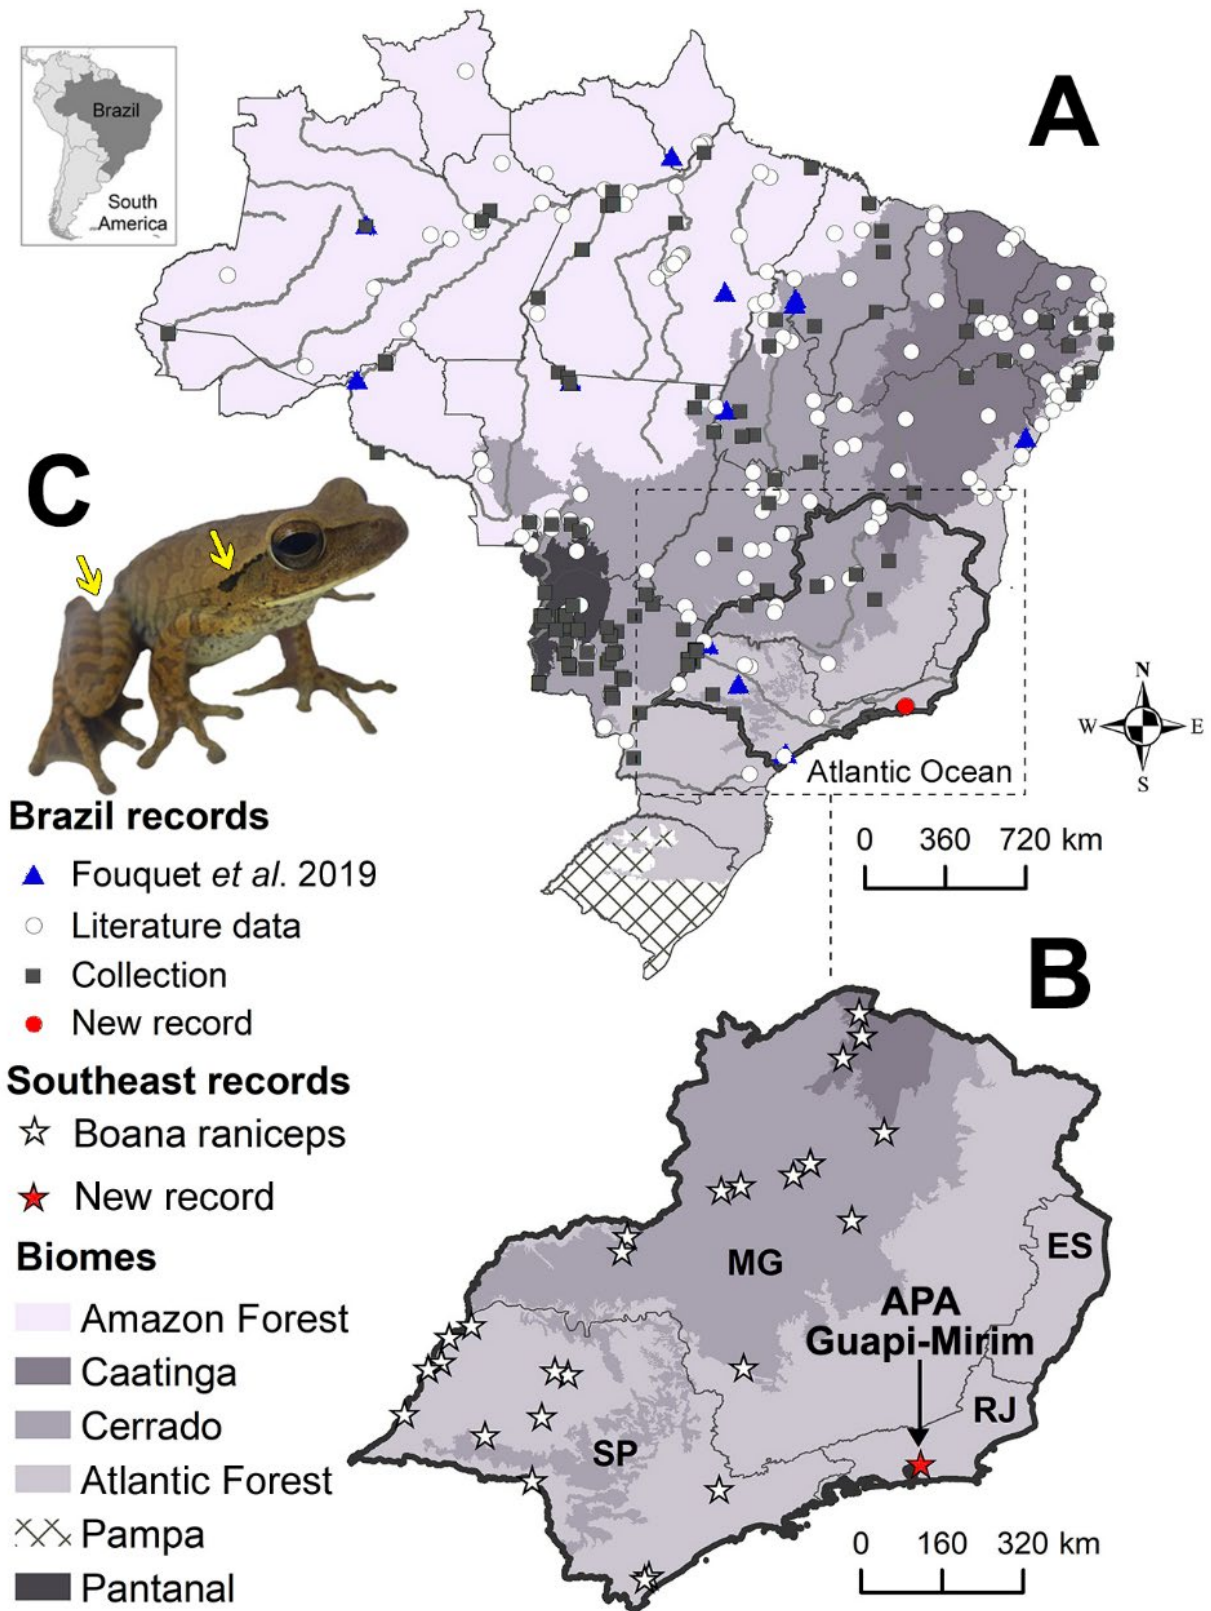 A
Brazil
South
America
C
N
W E
S
Atlantic Ocean
0 360 720 km
Brazil records
Fouquet et al. 2019
Literature data
Collection
New record
B
Southeast records
Boana raniceps
New record
Biomes
Amazon Forest
Caatinga
Cerrado
Atlantic Forest
Pampa
Pantanal
MG
ES
APA
Guapi-Mirim
RJ
SP
0 160 320 km